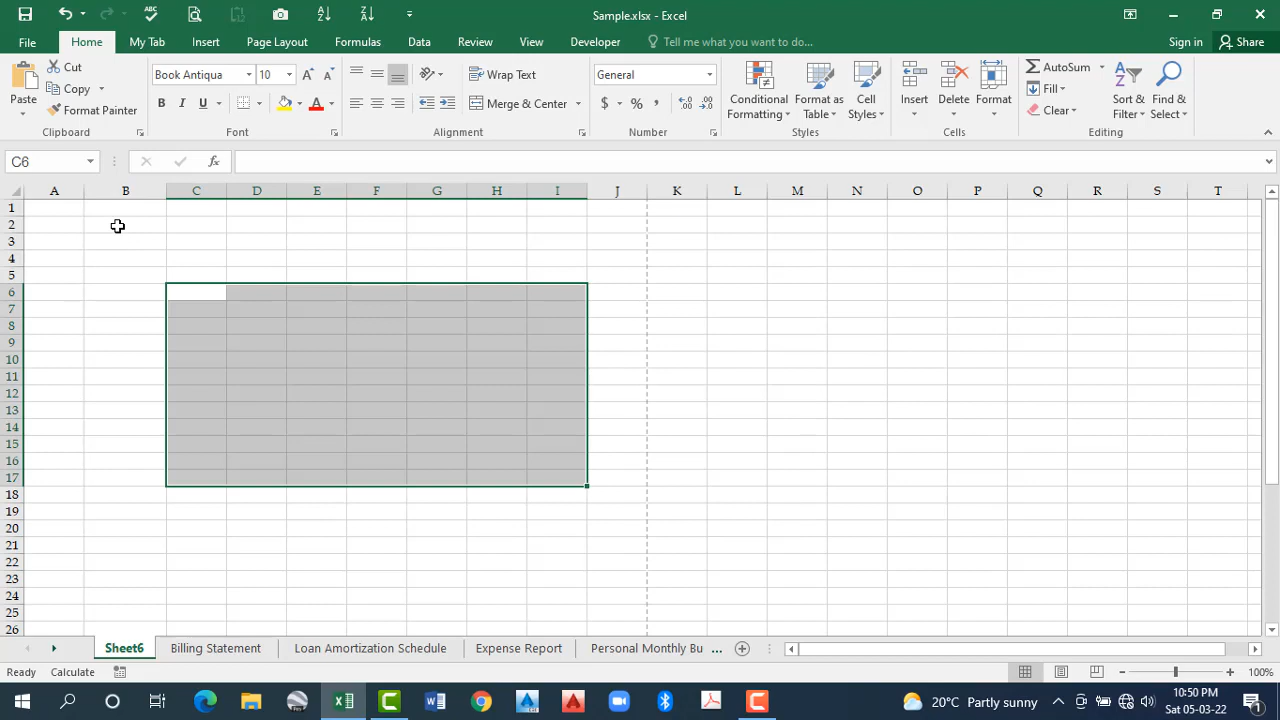 Sample.xlsx - Excel
File Home My Tab Insert Page Layout Formulas Data Review View Developer Tell me what you want to do... Sign in Share
Paste
Cut
Copy
Format Painter
Clipboard
Book Antiqua 10
B I U
Font
Wrap Text
Merge & Center
Alignment
General
$ % ,
Number
Conditional Formatting
Format as Table
Cell Styles
Styles
Insert
Delete
Format
Cells
AutoSum
Fill
Clear
Sort & Filter
Find & Select
Editing
C6 fx
A B C D E F G H I J K L M N O P Q R S T
1
2
3
4
5
6
7
8
9
10
11
12
13
14
15
16
17
18
19
20
21
22
23
24
25
26
Sheet6 Billing Statement Loan Amortization Schedule Expense Report Personal Monthly Bu ...
Ready Calculate 100%
20°C Partly sunny
10:50 PM
Sat 05-03-22
1